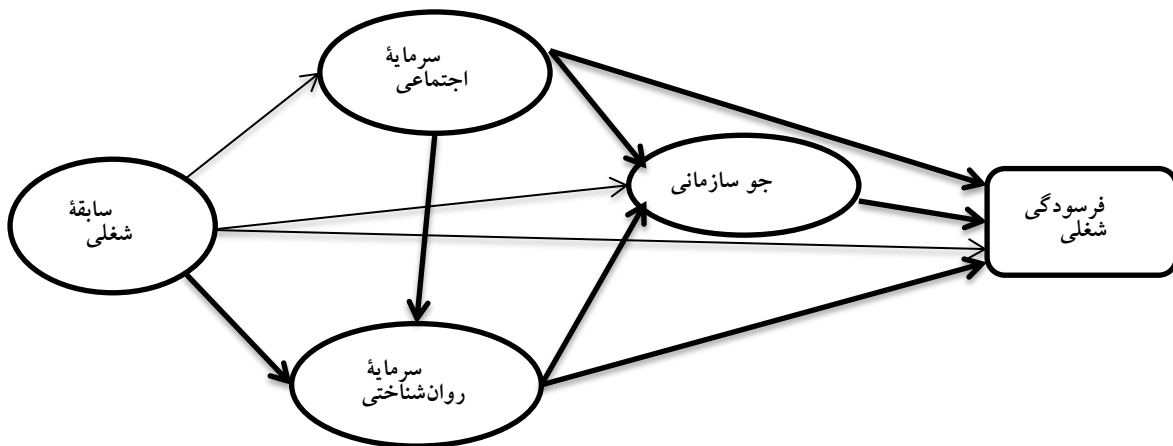 سرمایهٔ
اجتماعی
جو سازمانی
فرسودگی
شغلی
سابقهٔ
شغلی
سرمایهٔ
روان‌شناختی